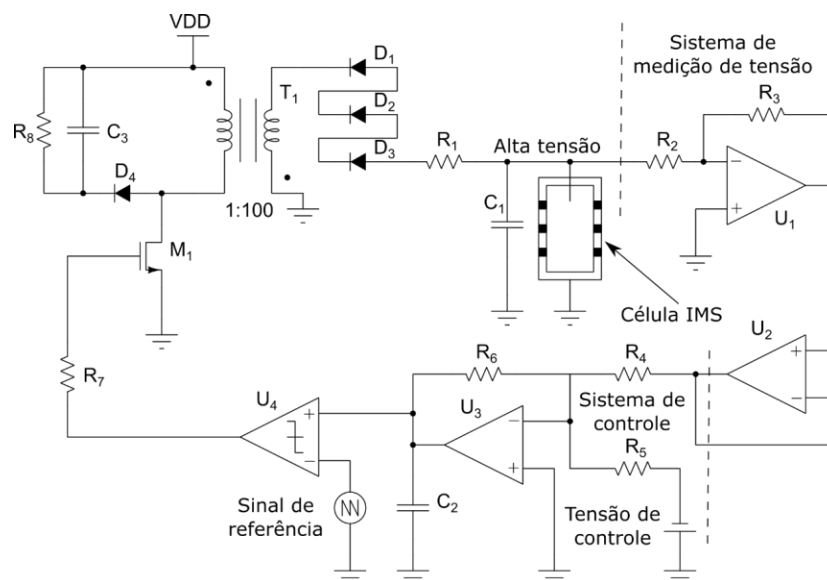 VDD
R8
C3
D4
T1
1:100
D1
D2
D3
R1
Alta tensão
C1
Sistema de
medição de tensão
R2
R3
−
+
U1
M1
Célula IMS
R7
U4
+
−
Sinal de
referência
R6
U3
−
+
C2
R4
Sistema de
controle
R5
Tensão de
controle
U2
+
−